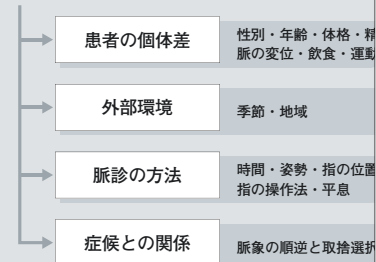 患者の個体差
性別・年齢・体格・精
脈の変位・飲食・運動
外部環境
季節・地域
脈診の方法
時間・姿勢・指の位置
指の操作法・平息
症候との関係
脈象の順逆と取捨選択